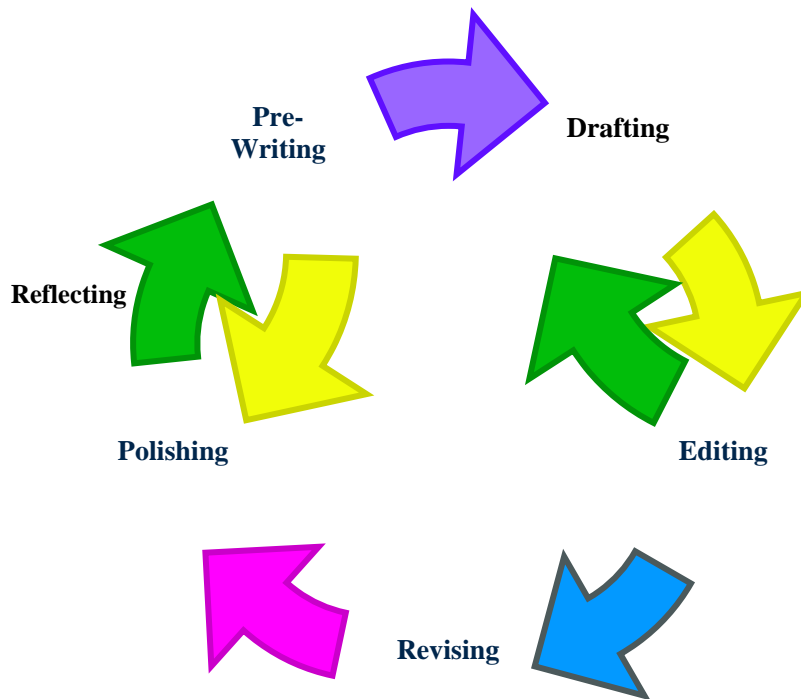 Pre-
Writing
Drafting
Reflecting
Polishing
Editing
Revising